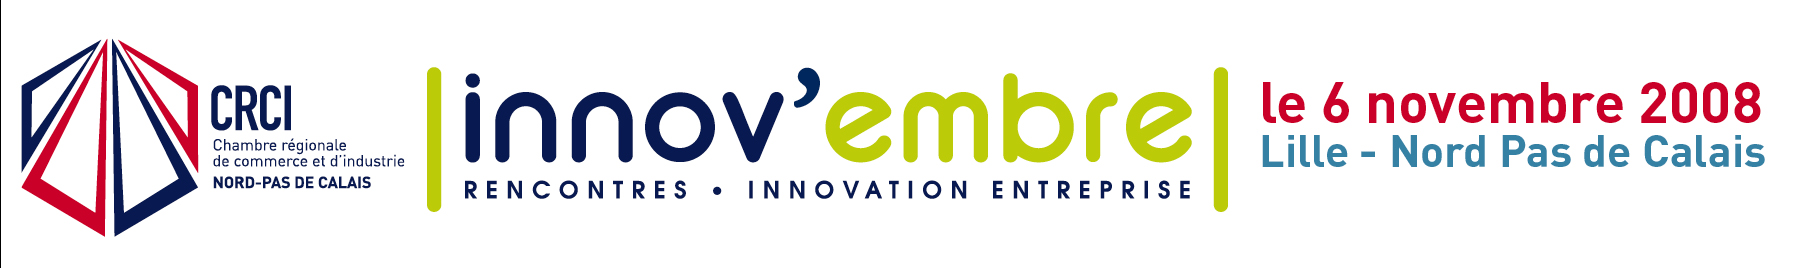 CRCI
Chambre régionale
de commerce et d'industrie
NORD-PAS DE CALAIS
innov'embre
RENCONTRES • INNOVATION ENTREPRISE
le 6 novembre 2008
Lille - Nord Pas de Calais